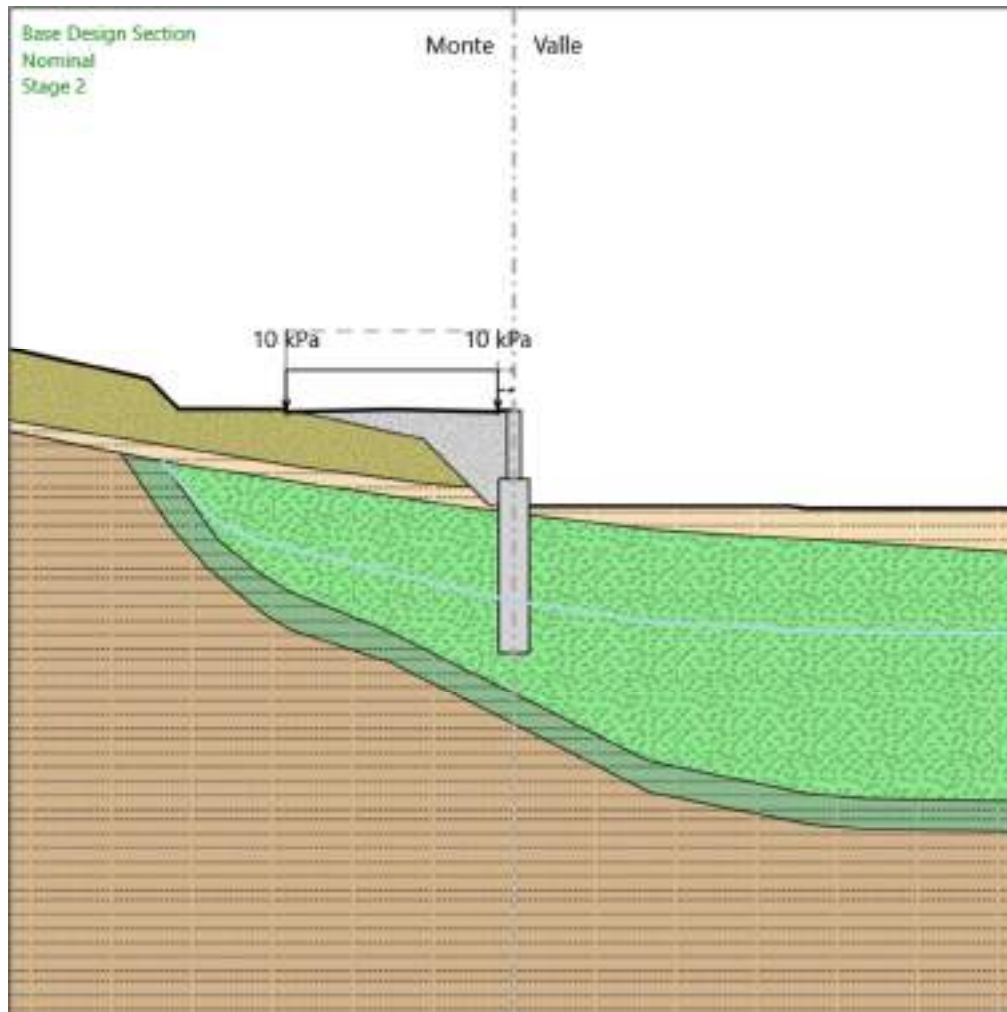 Base Design Section
Nominal
Stage 2
Monte
Valle
10 kPa
10 kPa